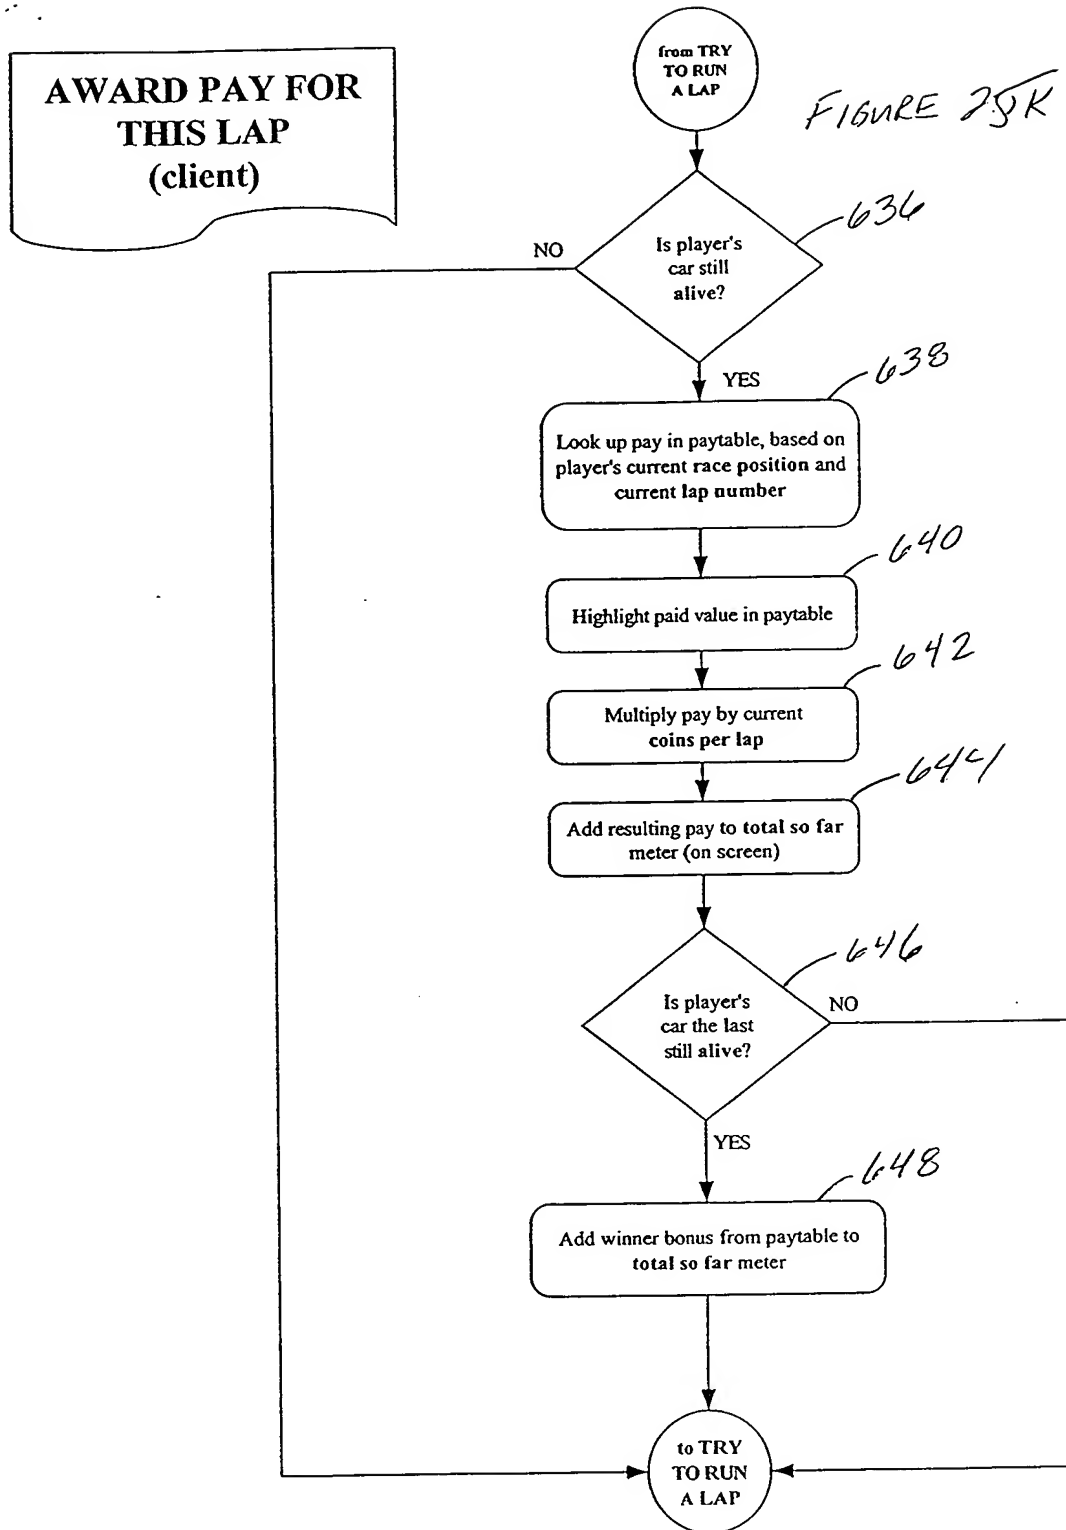 AWARD PAY FOR
THIS LAP
(client)
from TRY
TO RUN
A LAP
FIGURE 25K
636
Is player's
car still
alive?
NO
YES
638
Look up pay in paytable, based on
player's current race position and
current lap number
640
Highlight paid value in paytable
642
Multiply pay by current
coins per lap
644
Add resulting pay to total so far
meter (on screen)
646
Is player's
car the last
still alive?
NO
YES
648
Add winner bonus from paytable to
total so far meter
to TRY
TO RUN
A LAP